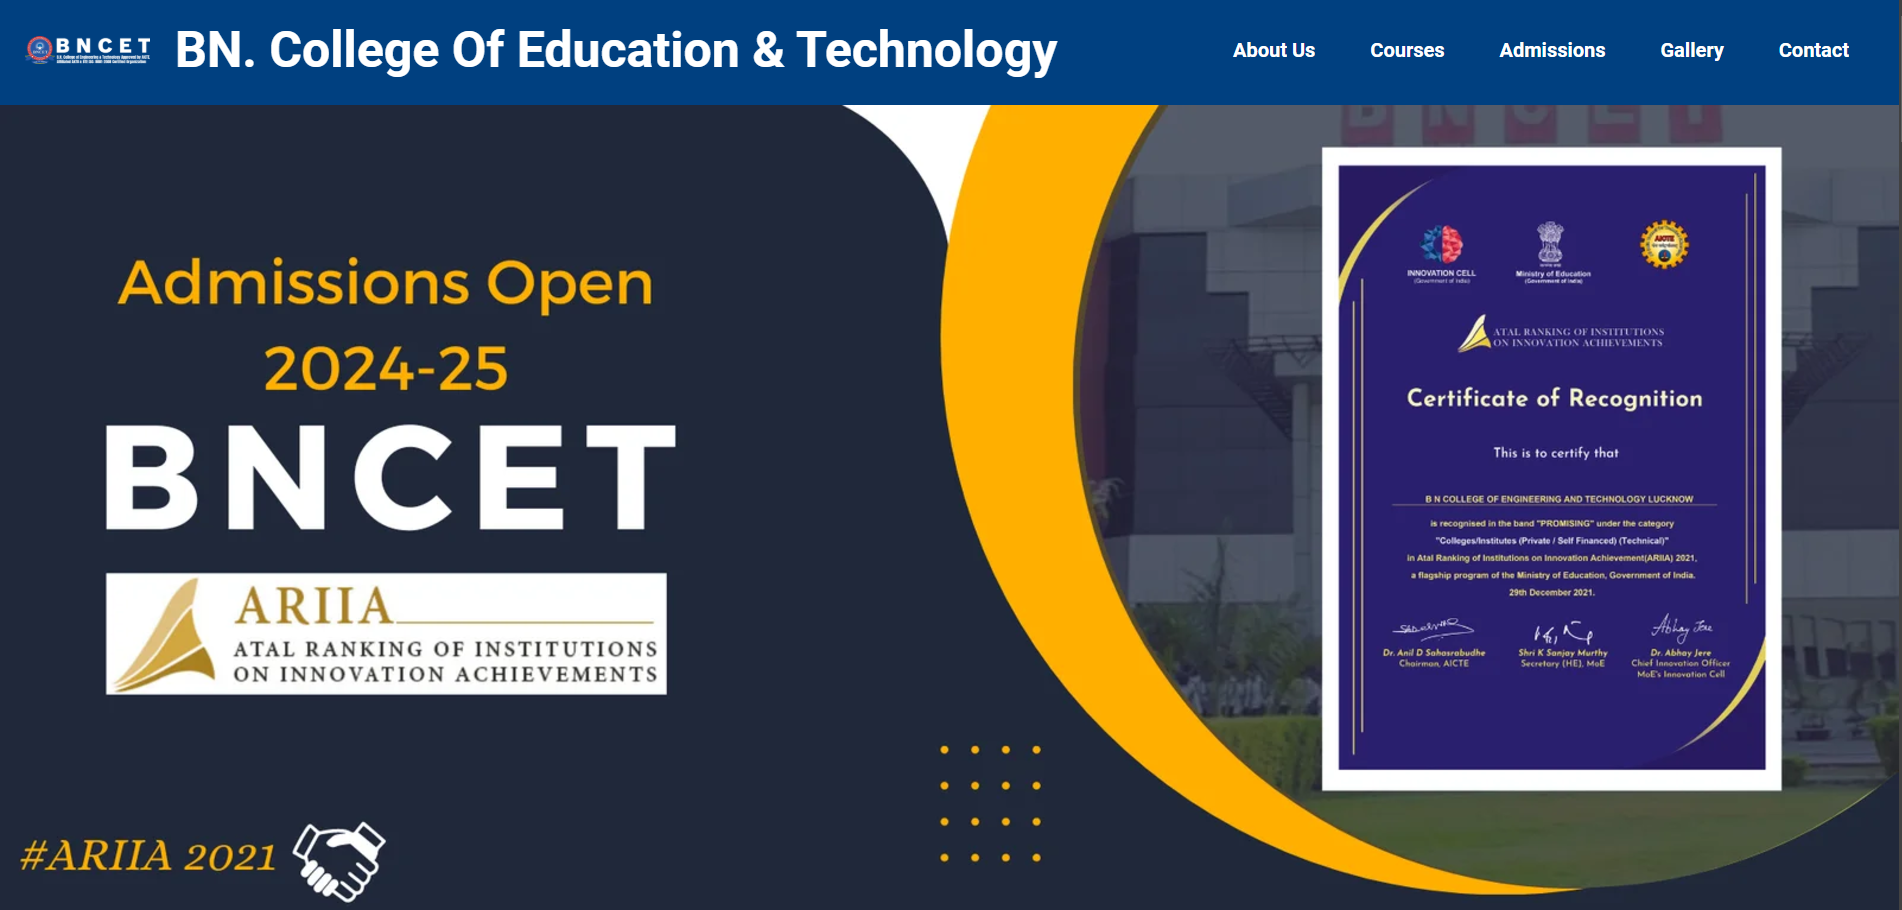 BNCET
BN. College Of Education & Technology
About Us
Courses
Admissions
Gallery
Contact
Admissions Open
2024-25
BNCET
ARIIA
ATAL RANKING OF INSTITUTIONS
ON INNOVATION ACHIEVEMENTS
#ARIIA 2021
BNCET
INNOVATION CELL
(Government of India)
Ministry of Education
(Government of India)
AICTE
ATAL RANKING OF INSTITUTIONS
ON INNOVATION ACHIEVEMENTS
Certificate of Recognition
This is to certify that
B N COLLEGE OF ENGINEERING AND TECHNOLOGY LUCKNOW
is recognised in the band "PROMISING" under the category
"Colleges/Institutes (Private / Self Financed) (Technical)"
in Atal Ranking of Institutions on Innovation Achievement(ARIIA) 2021,
a flagship program of the Ministry of Education, Government of India.
29th December 2021.
Abhay Jere
Dr. Anil D Sahasrabudhe
Chairman, AICTE
Shri K Sanjay Murthy
Secretary (HE), MoE
Dr. Abhay Jere
Chief Innovation Officer
MoE's Innovation Cell